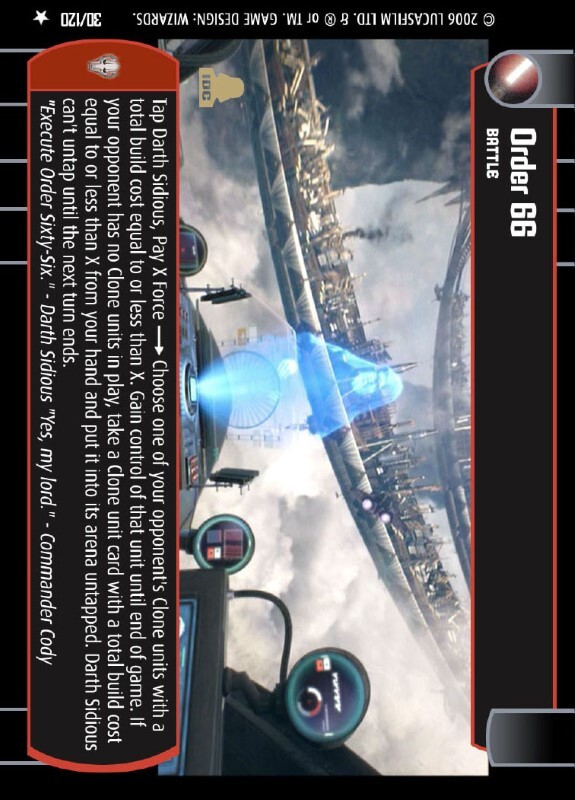 Order 66
BATTLE
IDC
Tap Darth Sidious, Pay X Force → Choose one of your opponent's Clone units with a
total build cost equal to or less than X. Gain control of that unit until end of game. If
your opponent has no Clone units in play, take a Clone unit card with a total build cost
equal to or less than X from your hand and put it into its arena untapped. Darth Sidious
can't untap until the next turn ends.
"Execute Order Sixty-Six." - Darth Sidious "Yes, my lord." - Commander Cody
© 2006 LUCASFILM LTD. & ® or TM. GAME DESIGN: WIZARDS.
30/120 ★